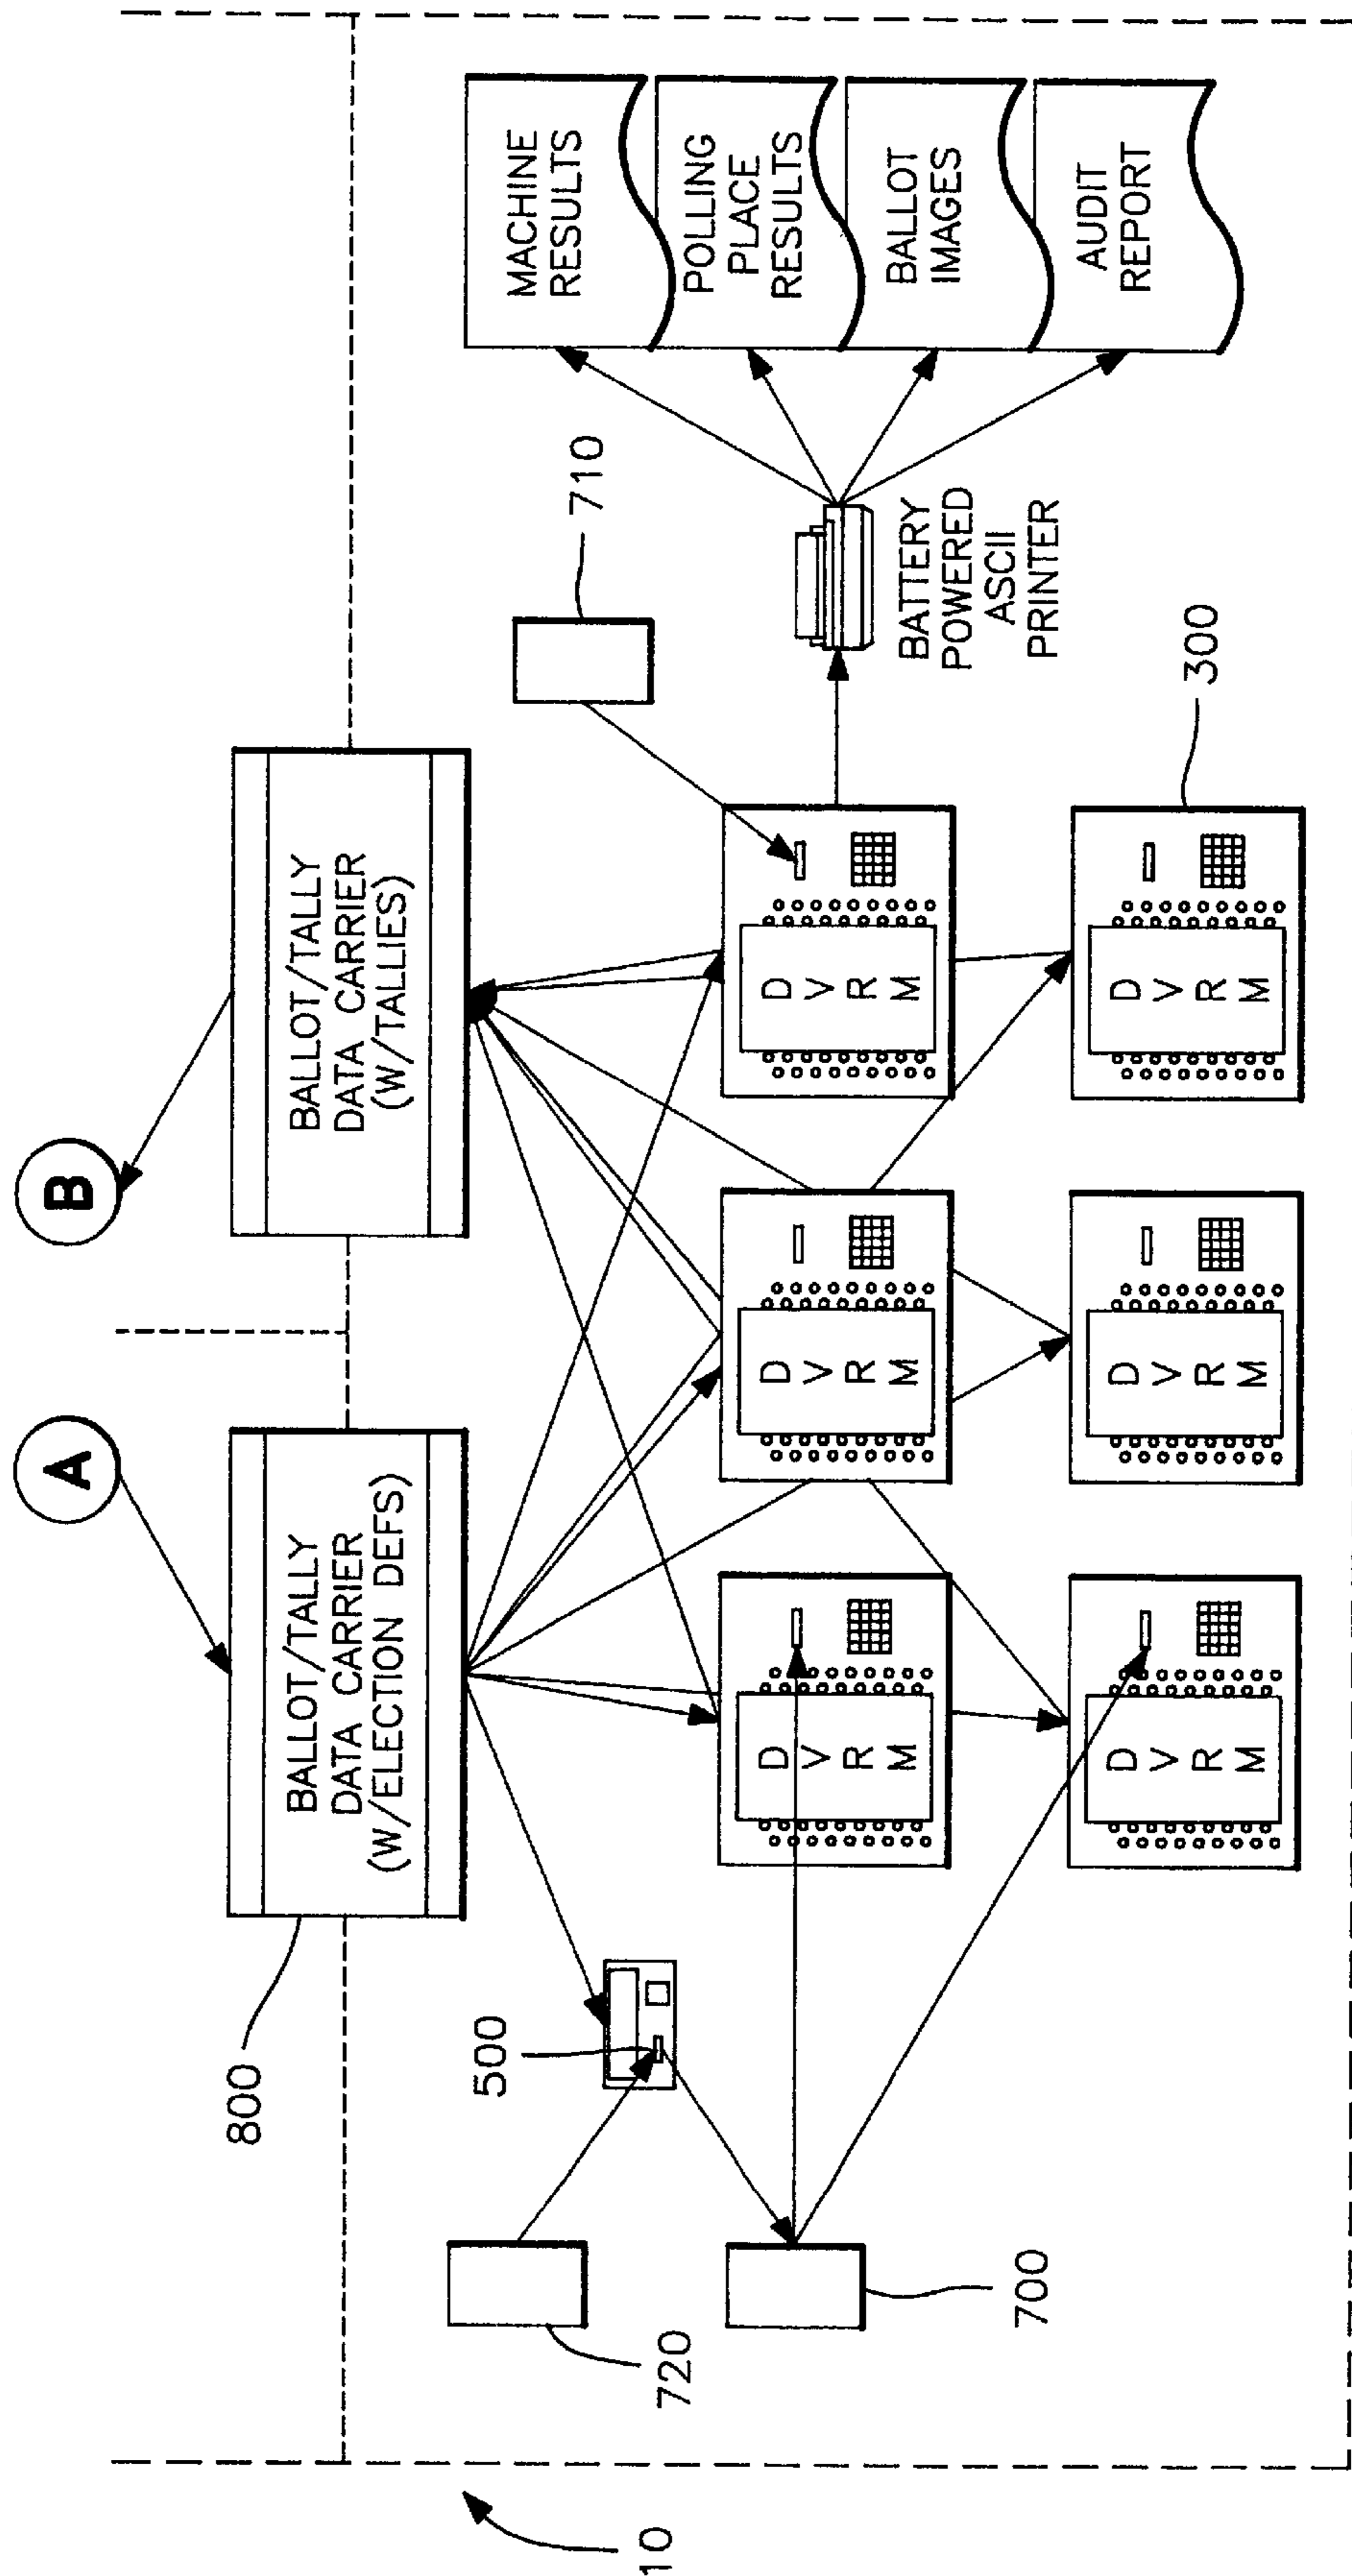 A
B
BALLOT/TALLY
DATA CARRIER
(W/ELECTION DEFS)
BALLOT/TALLY
DATA CARRIER
(W/TALLIES)
800
10
720
500
700
710
D
V
R
M
D
V
R
M
D
V
R
M
D
V
R
M
D
V
R
M
D
V
R
M
300
BATTERY
POWERED
ASCII
PRINTER
MACHINE
RESULTS
POLLING
PLACE
RESULTS
BALLOT
IMAGES
AUDIT
REPORT